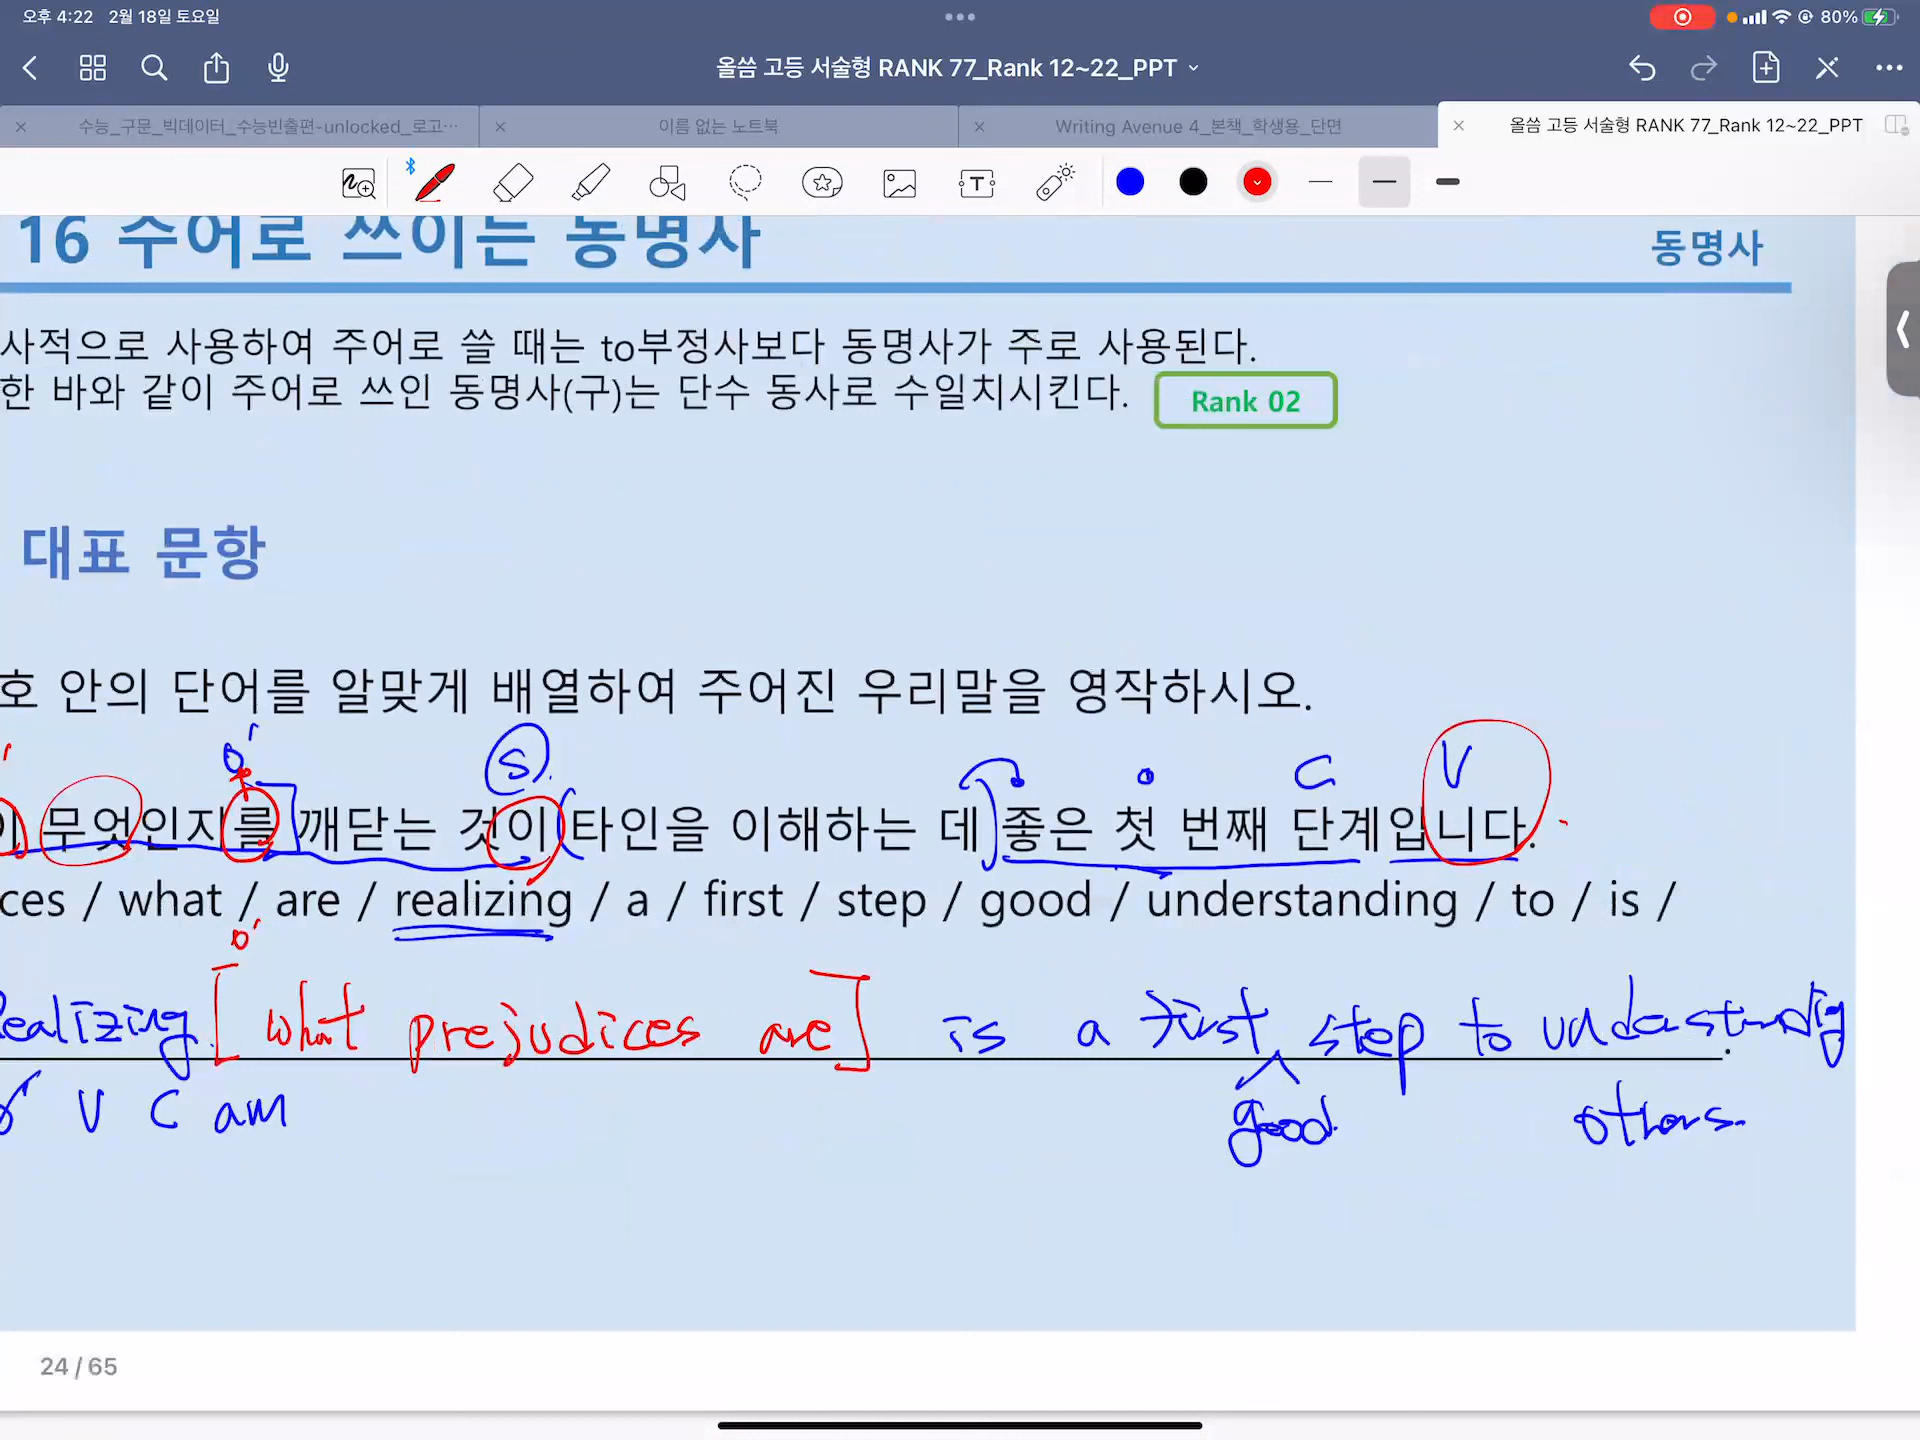 오후 4:22 2월 18일 토요일
80%
올씀 고등 서술형 RANK 77_Rank 12~22_PPT
수능_구문_빅데이터_수능빈출편-unlocked_로고…
이름 없는 노트북
Writing Avenue 4_본책_학생용_단면
올씀 고등 서술형 RANK 77_Rank 12~22_PPT
16 주어로 쓰이는 동명사
동명사
사적으로 사용하여 주어로 쓸 때는 to부정사보다 동명사가 주로 사용된다.
한 바와 같이 주어로 쓰인 동명사(구)는 단수 동사로 수일치시킨다.
Rank 02
대표 문항
호 안의 단어를 알맞게 배열하여 주어진 우리말을 영작하시오.
o' S C V
무엇인지를 깨닫는 것이 타인을 이해하는 데 좋은 첫 번째 단계입니다.
ces / what / are / realizing / a / first / step / good / understanding / to / is /
o'
Realizing [what prejudices are] is a first step to understanding
V C am good others.
24 / 65